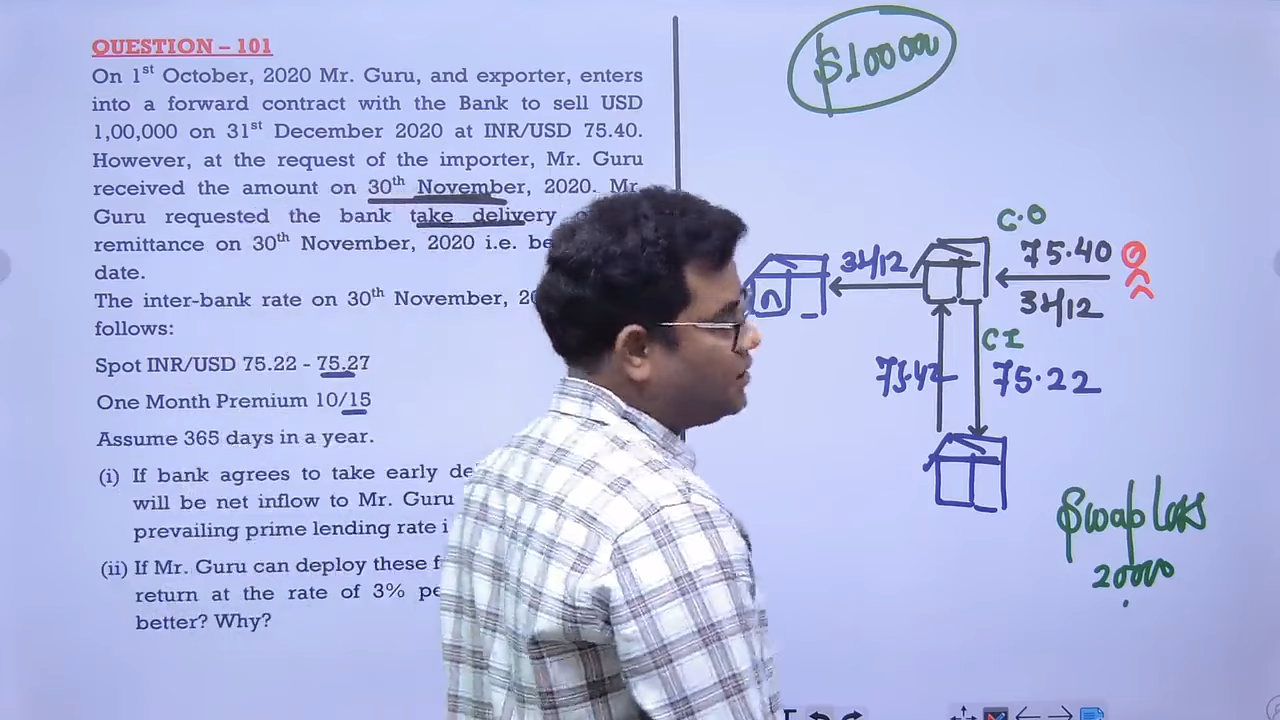 QUESTION – 101
On 1st October, 2020 Mr. Guru, and exporter, enters
into a forward contract with the Bank to sell USD
1,00,000 on 31st December 2020 at INR/USD 75.40.
However, at the request of the importer, Mr. Guru
received the amount on 30th November, 2020. Mr.
Guru requested the bank take delivery
remittance on 30th November, 2020 i.e. be
date.
The inter-bank rate on 30th November, 2
follows:
Spot INR/USD 75.22 - 75.27
One Month Premium 10/15
Assume 365 days in a year.
(i) If bank agrees to take early de
will be net inflow to Mr. Guru
prevailing prime lending rate i
(ii) If Mr. Guru can deploy these f
return at the rate of 3% pe
better? Why?
$100000
C.O
31/12
75.40
31/12
CI
75.42
75.22
Swap Loss
20000